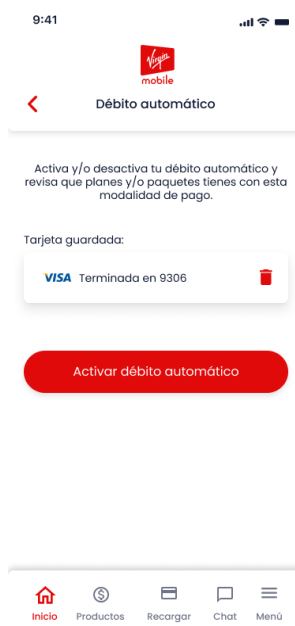 9:41
Virgin
mobile
Débito automático
Activa y/o desactiva tu débito automático y
revisa que planes y/o paquetes tienes con esta
modalidad de pago.
Tarjeta guardada:
VISA Terminada en 9306
Activar débito automático
Inicio Productos Recargar Chat Menú